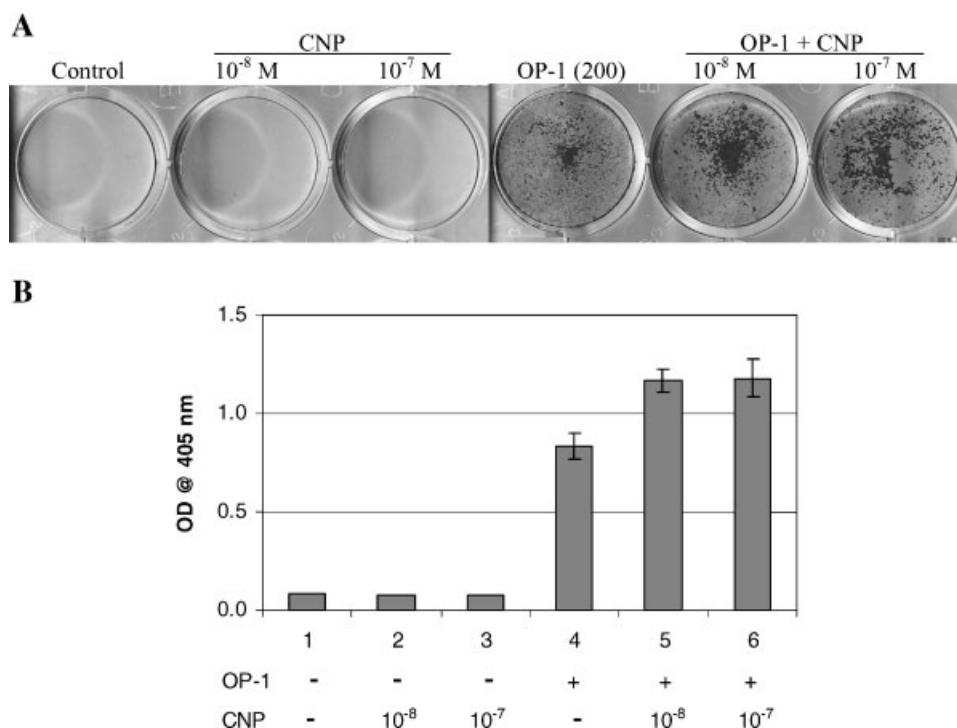 A
CNP
OP-1 + CNP
Control
10⁻⁸ M
10⁻⁷ M
OP-1 (200)
10⁻⁸ M
10⁻⁷ M
B
1.5
1.0
0.5
0.0
OD @ 405 nm
1 2 3 4 5 6
OP-1 - - - + + +
CNP - 10⁻⁸ 10⁻⁷ - 10⁻⁸ 10⁻⁷